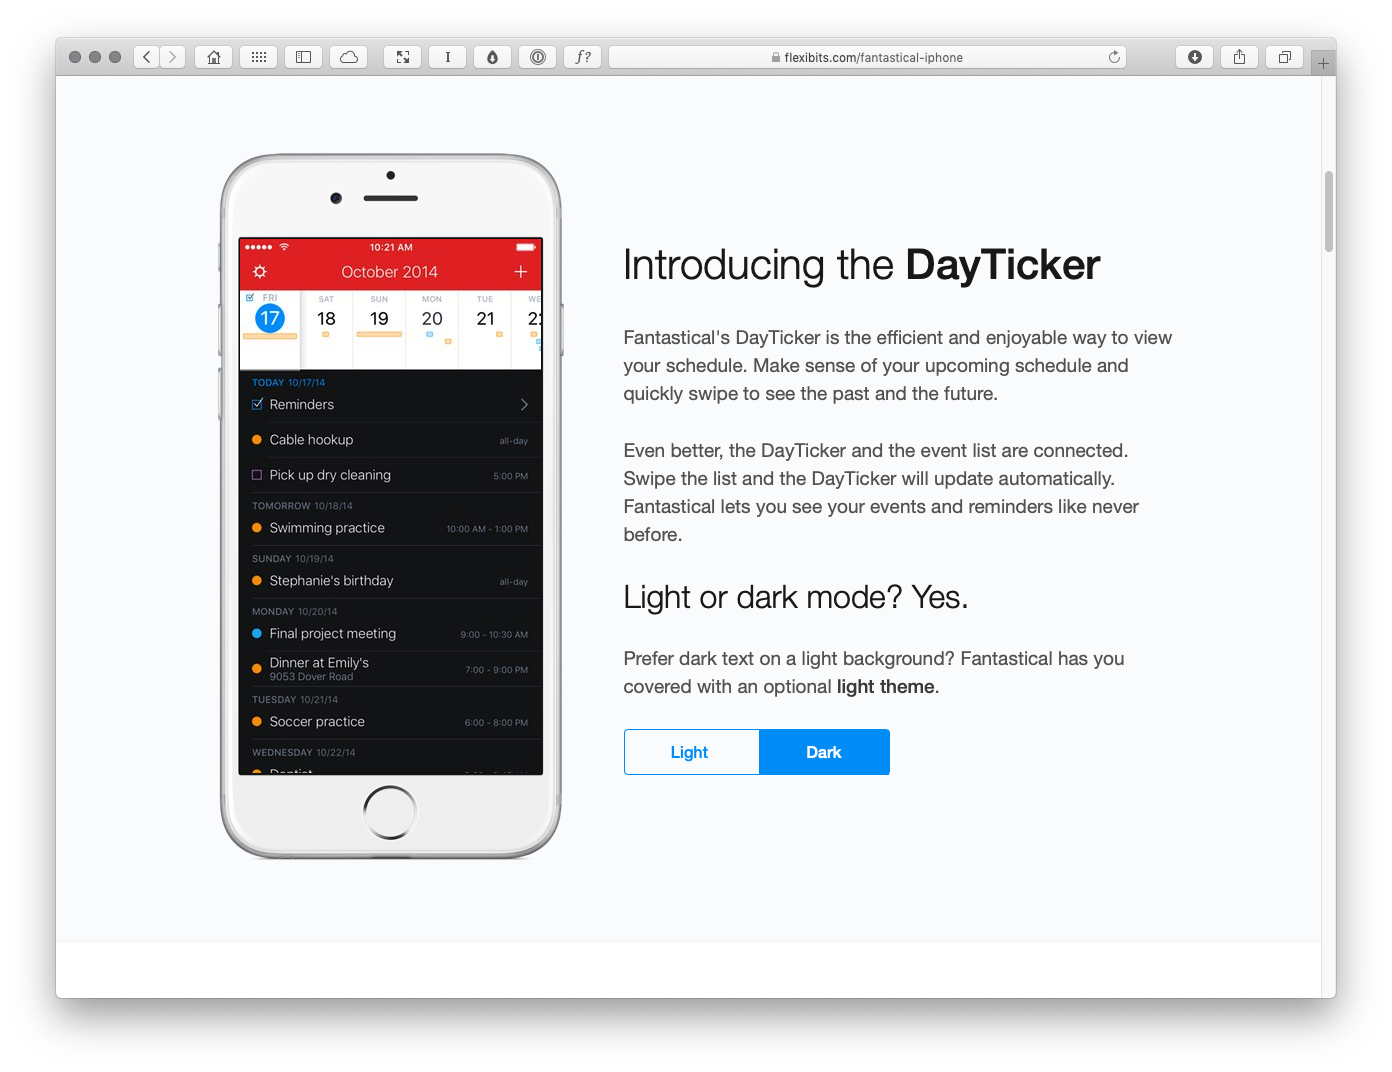 flexibits.com/fantastical-iphone
10:21 AM
October 2014
FRI SAT SUN MON TUE WE
17 18 19 20 21
TODAY 10/17/14
Reminders
Cable hookup all-day
Pick up dry cleaning 5:00 PM
TOMORROW 10/18/14
Swimming practice 10:00 AM - 1:00 PM
SUNDAY 10/19/14
Stephanie's birthday all-day
MONDAY 10/20/14
Final project meeting 9:00 - 10:30 AM
Dinner at Emily's 7:00 - 9:00 PM
9053 Dover Road
TUESDAY 10/21/14
Soccer practice 6:00 - 8:00 PM
WEDNESDAY 10/22/14
Introducing the DayTicker
Fantastical's DayTicker is the efficient and enjoyable way to view
your schedule. Make sense of your upcoming schedule and
quickly swipe to see the past and the future.
Even better, the DayTicker and the event list are connected.
Swipe the list and the DayTicker will update automatically.
Fantastical lets you see your events and reminders like never
before.
Light or dark mode? Yes.
Prefer dark text on a light background? Fantastical has you
covered with an optional light theme.
Light Dark